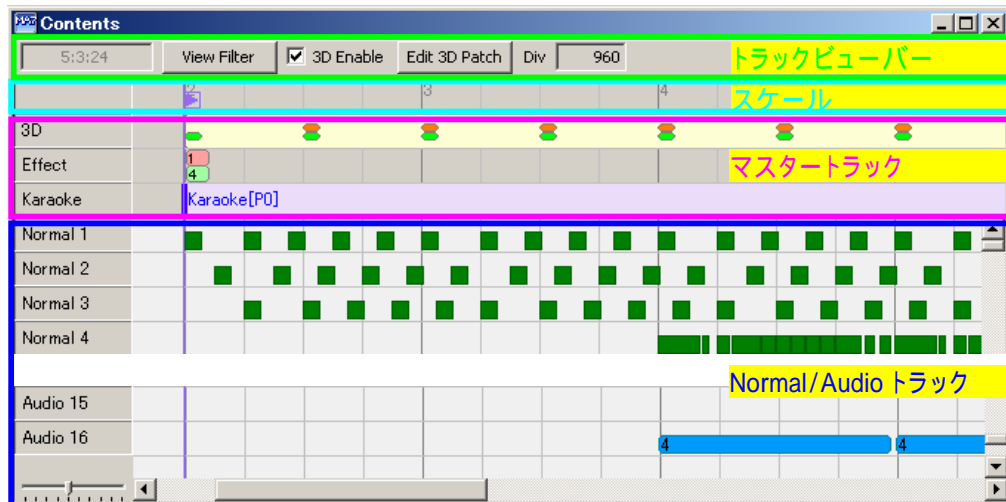 Contents
5:3:24 View Filter 3D Enable Edit 3D Patch Div 960 トラックビューバー
2 3 4 スケール
3D
Effect 1 マスタートラック
4
Karaoke Karaoke[P0]
Normal 1
Normal 2
Normal 3
Normal 4
Normal/Audio トラック
Audio 15
Audio 16 4 4